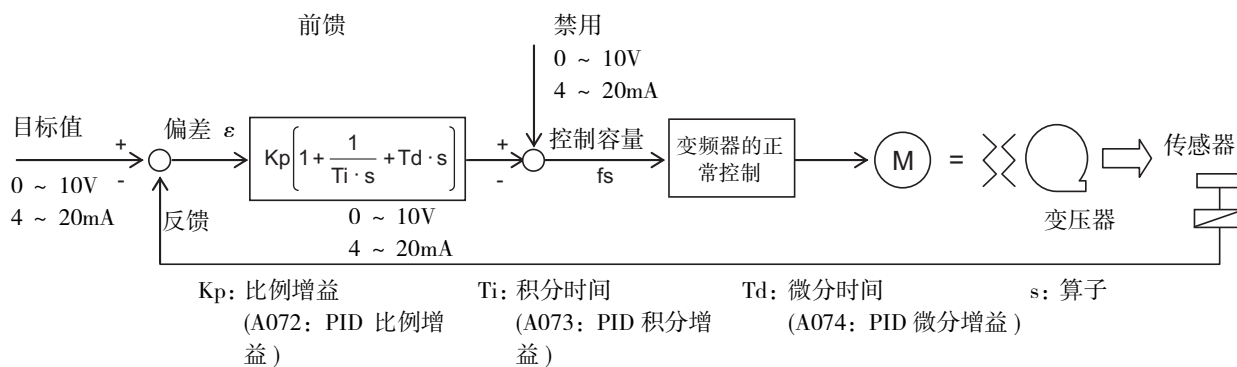 前馈
禁用
0 ~ 10V
4 ~ 20mA
目标值
+
-
0 ~ 10V
4 ~ 20mA
偏差 ε
Kp(1+ 1/Ti·s +Td·s)
0 ~ 10V
4 ~ 20mA
+
-
控制容量
fs
变频器的正
常控制
M
=
变压器
传感器
反馈
Kp: 比例增益
(A072: PID 比例增
益 )
Ti: 积分时间
(A073: PID 积分增
益 )
Td: 微分时间
(A074: PID 微分增益 )
s: 算子